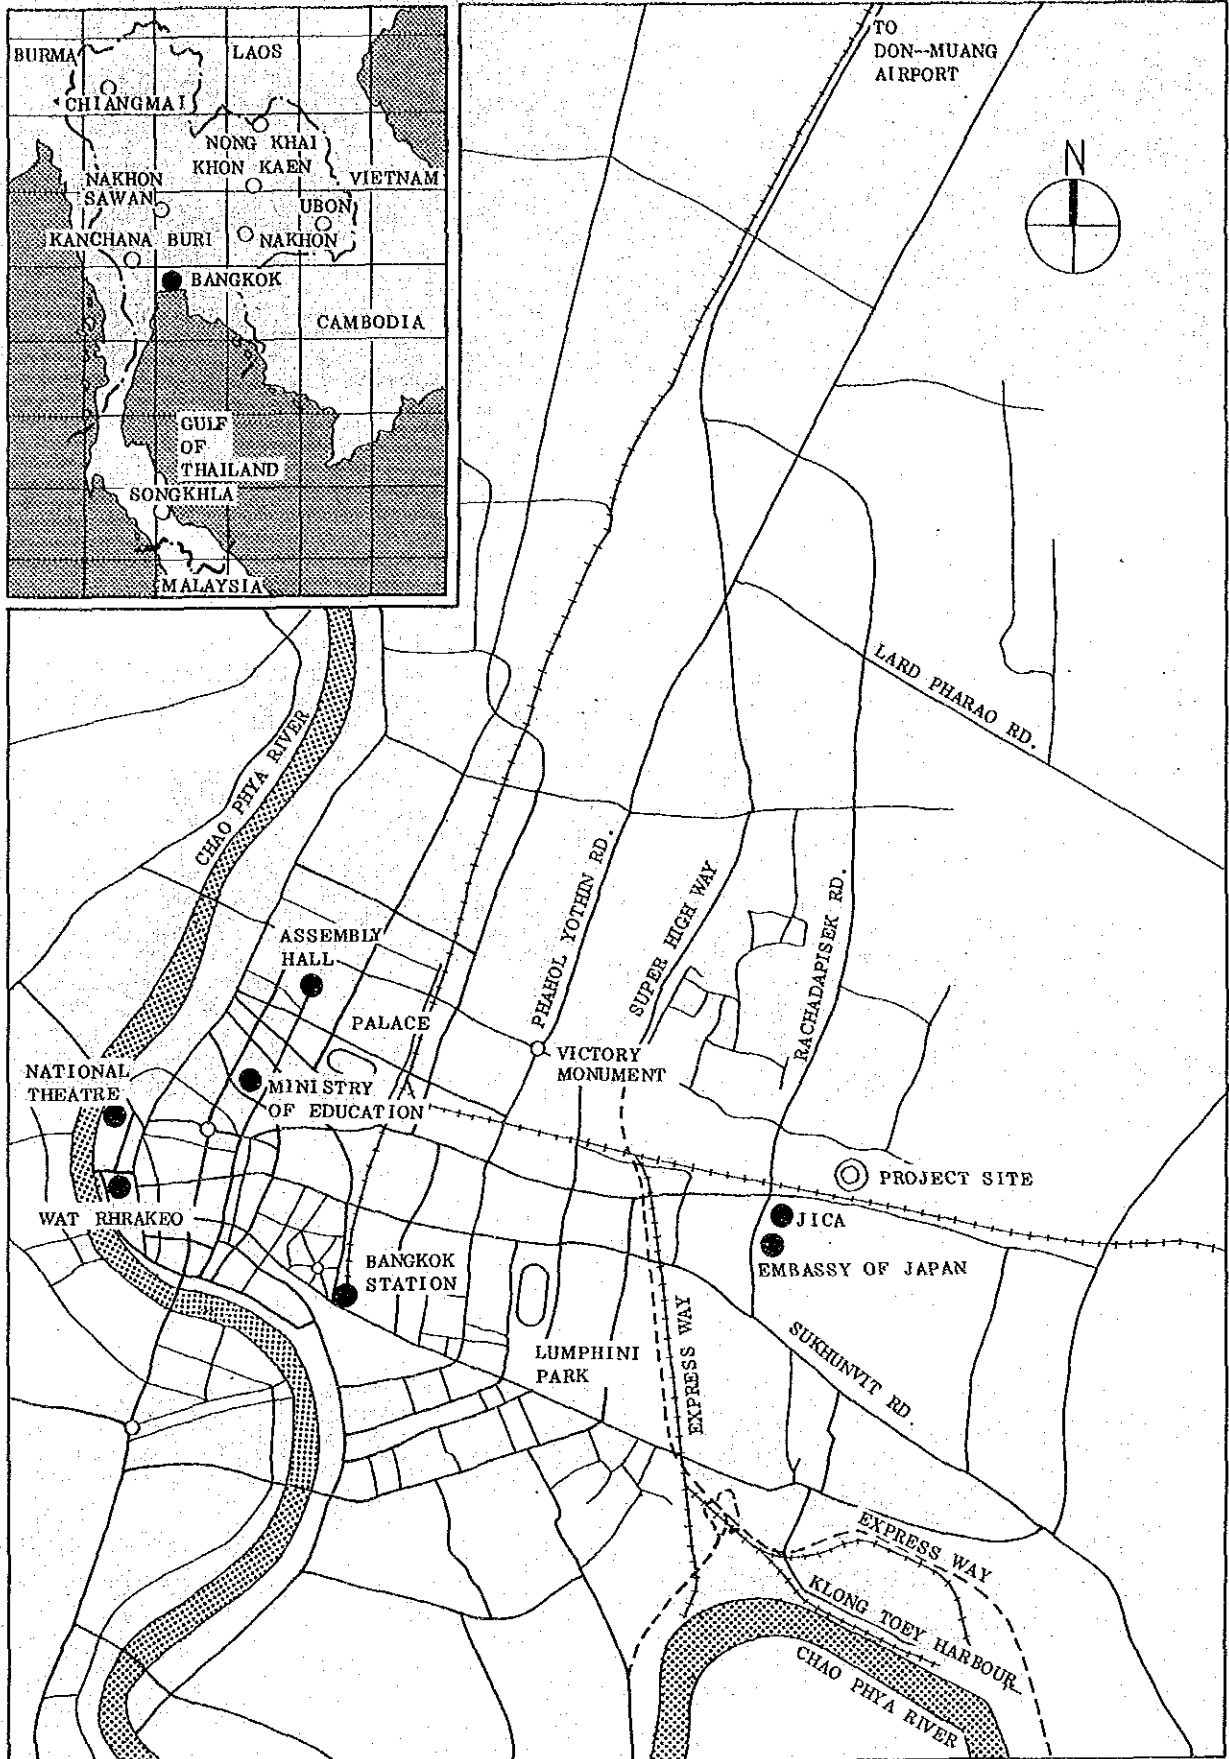 BURMA
LAOS
CHIANGMAI
NONG KHAI
KHON KAEN
NAKHON
SAWAN
VIETNAM
UBON
KANCHANA BURI
NAKHON
BANGKOK
CAMBODIA
GULF
OF
THAILAND
SONGKHLA
MALAYSIA
TO
DON--MUANG
AIRPORT
N
LARD PHARAO RD.
CHAO PHYA RIVER
PHAHOL YOTHIN RD.
SUPER HIGH WAY
RACHADAPISEK RD.
ASSEMBLY
HALL
PALACE
VICTORY
MONUMENT
NATIONAL
THEATRE
MINISTRY
OF EDUCATION
PROJECT SITE
WAT RHRAKEO
JICA
BANGKOK
STATION
EMBASSY OF JAPAN
LUMPHINI
PARK
EXPRESS WAY
SUKHUNVIT RD.
EXPRESS WAY
KLONG TOEY HARBOUR
CHAO PHYA RIVER